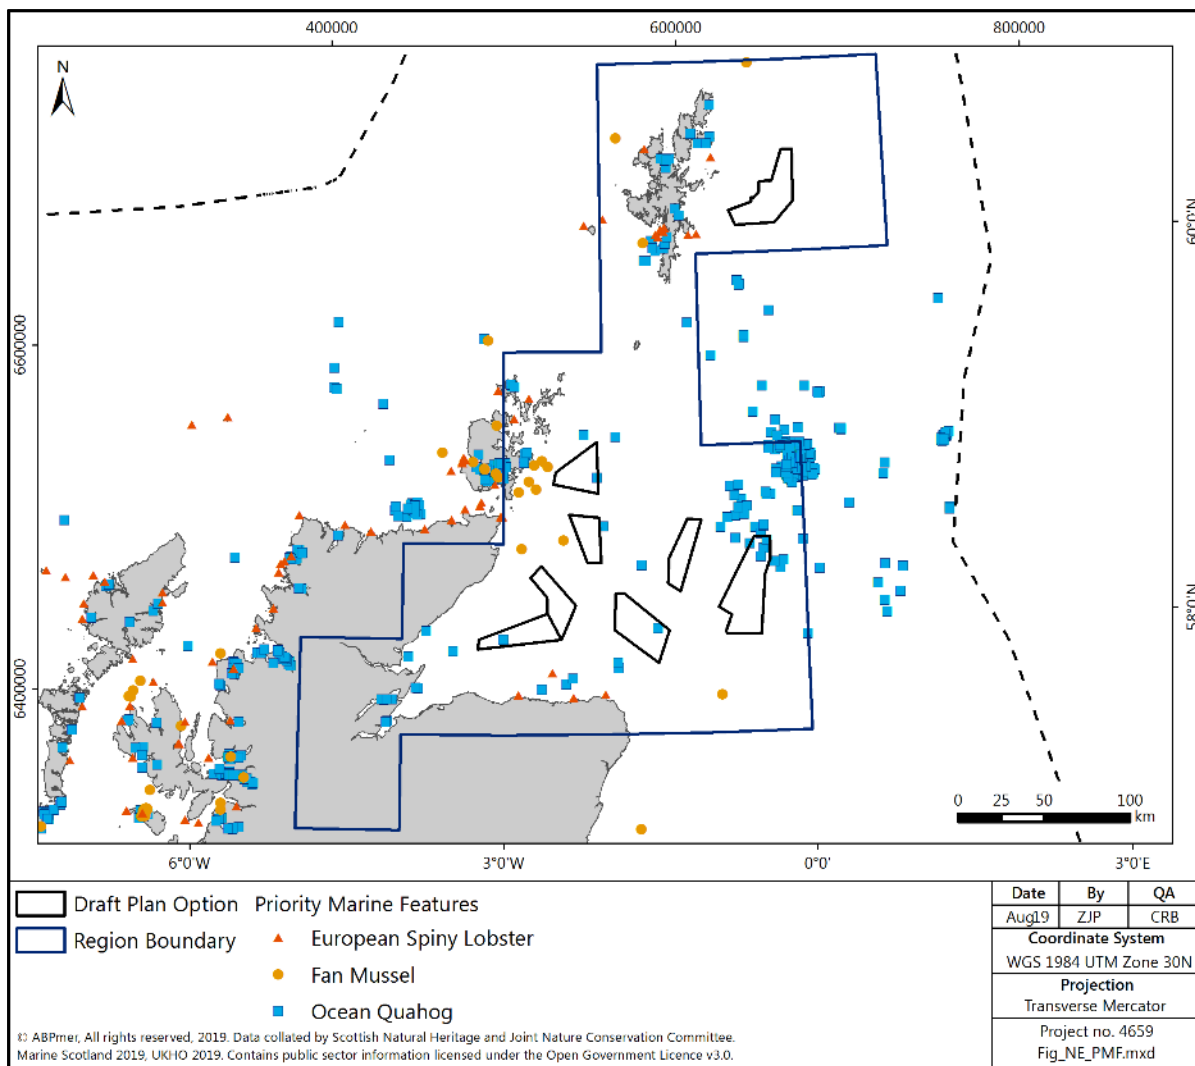 400000 600000 800000
N
60°0'N
6600000
58°0'N
6400000
0 25 50 100
km
6°0'W 3°0'W 0°0' 3°0'E
Draft Plan Option
Region Boundary
Priority Marine Features
European Spiny Lobster
Fan Mussel
Ocean Quahog
© ABPmer, All rights reserved, 2019. Data collated by Scottish Natural Heritage and Joint Nature Conservation Committee.
Marine Scotland 2019, UKHO 2019. Contains public sector information licensed under the Open Government Licence v3.0.
Date By QA
Aug19 ZJP CRB
Coordinate System
WGS 1984 UTM Zone 30N
Projection
Transverse Mercator
Project no. 4659
Fig_NE_PMF.mxd